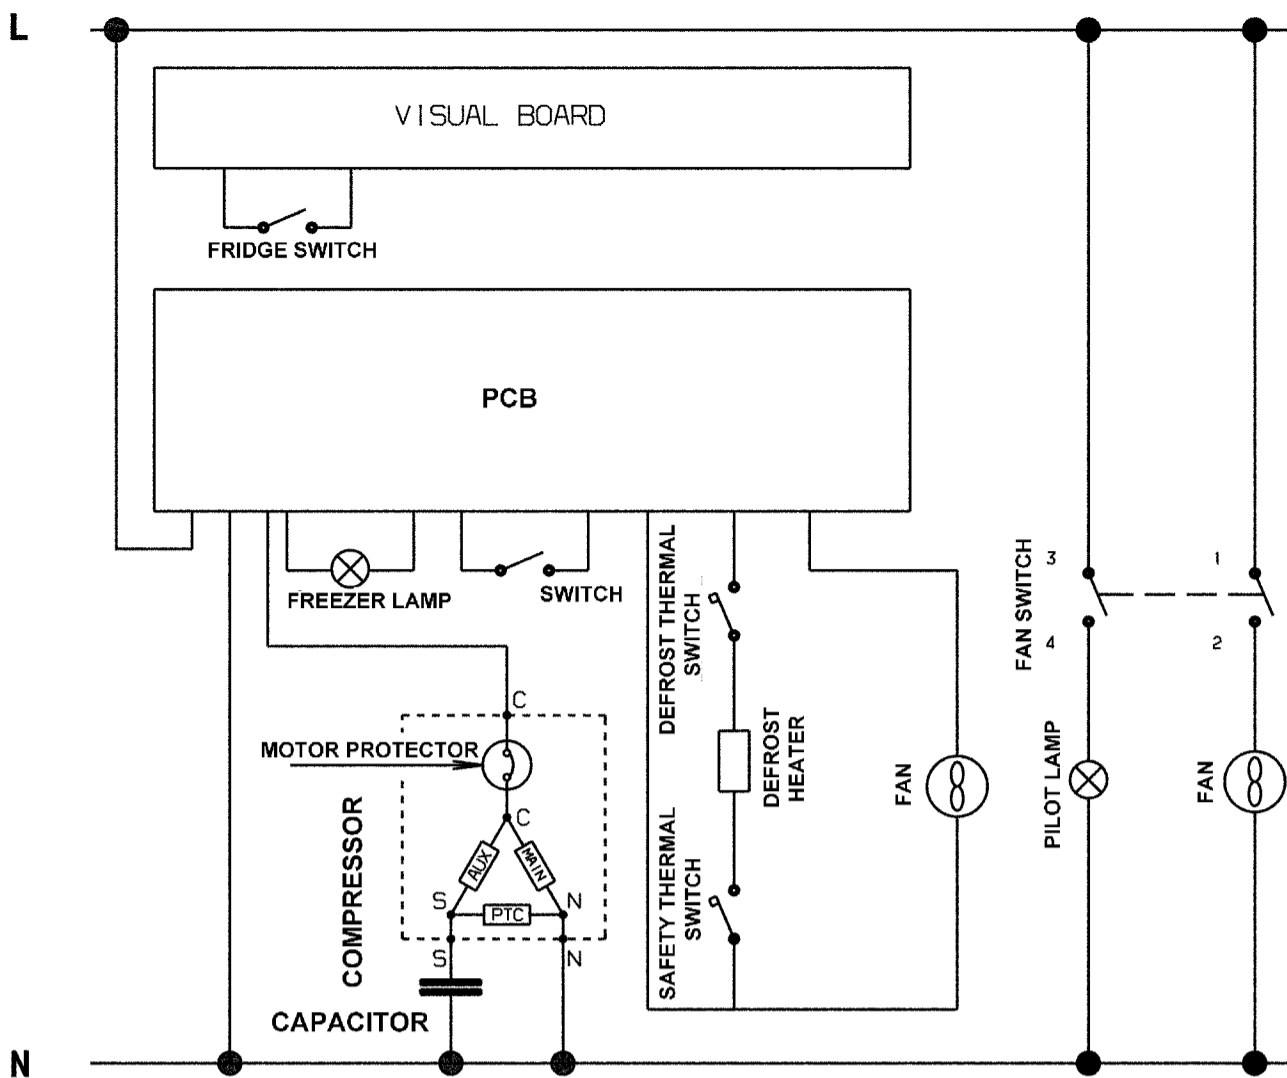 L
VISUAL BOARD
FRIDGE SWITCH
PCB
FREEZER LAMP
SWITCH
DEFROST THERMAL
SWITCH
FAN SWITCH
3
1
4
2
C
MOTOR PROTECTOR
C
AUX
MAIN
S
PTC
N
S
N
COMPRESSOR
CAPACITOR
DEFROST
HEATER
SAFETY THERMAL
SWITCH
FAN
PILOT LAMP
FAN
N